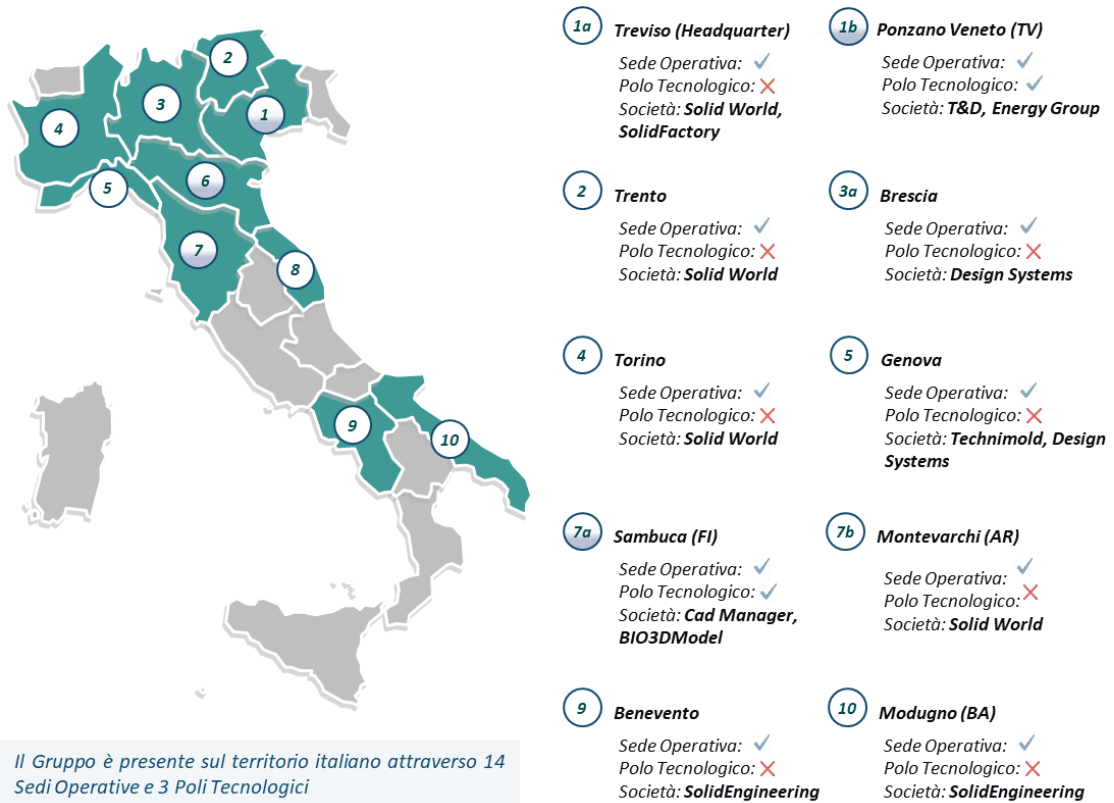 2
3
1
4
6
5
7
8
9
10
Il Gruppo è presente sul territorio italiano attraverso 14
Sedi Operative e 3 Poli Tecnologici
1a Treviso (Headquarter)
Sede Operativa:
Polo Tecnologico:
Società: Solid World,
SolidFactory
1b Ponzano Veneto (TV)
Sede Operativa:
Polo Tecnologico:
Società: T&D, Energy Group
2 Trento
Sede Operativa:
Polo Tecnologico:
Società: Solid World
3a Brescia
Sede Operativa:
Polo Tecnologico:
Società: Design Systems
4 Torino
Sede Operativa:
Polo Tecnologico:
Società: Solid World
5 Genova
Sede Operativa:
Polo Tecnologico:
Società: Technimold, Design
Systems
7a Sambuca (FI)
Sede Operativa:
Polo Tecnologico:
Società: Cad Manager,
BIO3DModel
7b Montevarchi (AR)
Sede Operativa:
Polo Tecnologico:
Società: Solid World
9 Benevento
Sede Operativa:
Polo Tecnologico:
Società: SolidEngineering
10 Modugno (BA)
Sede Operativa:
Polo Tecnologico:
Società: SolidEngineering